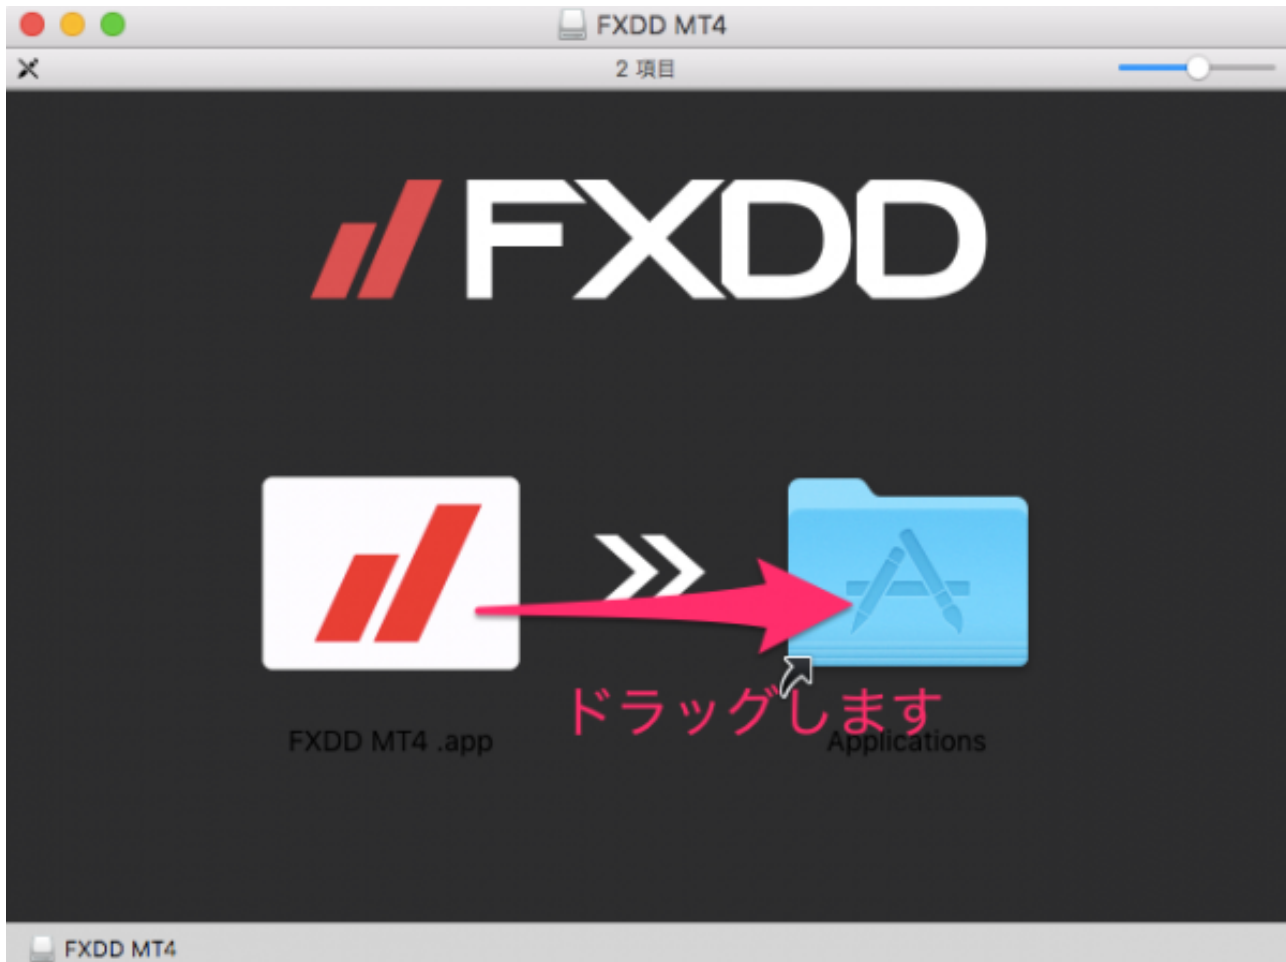 FXDD MT4
2 項目
FXDD
ドラッグします
FXDD MT4 .app
Applications
FXDD MT4